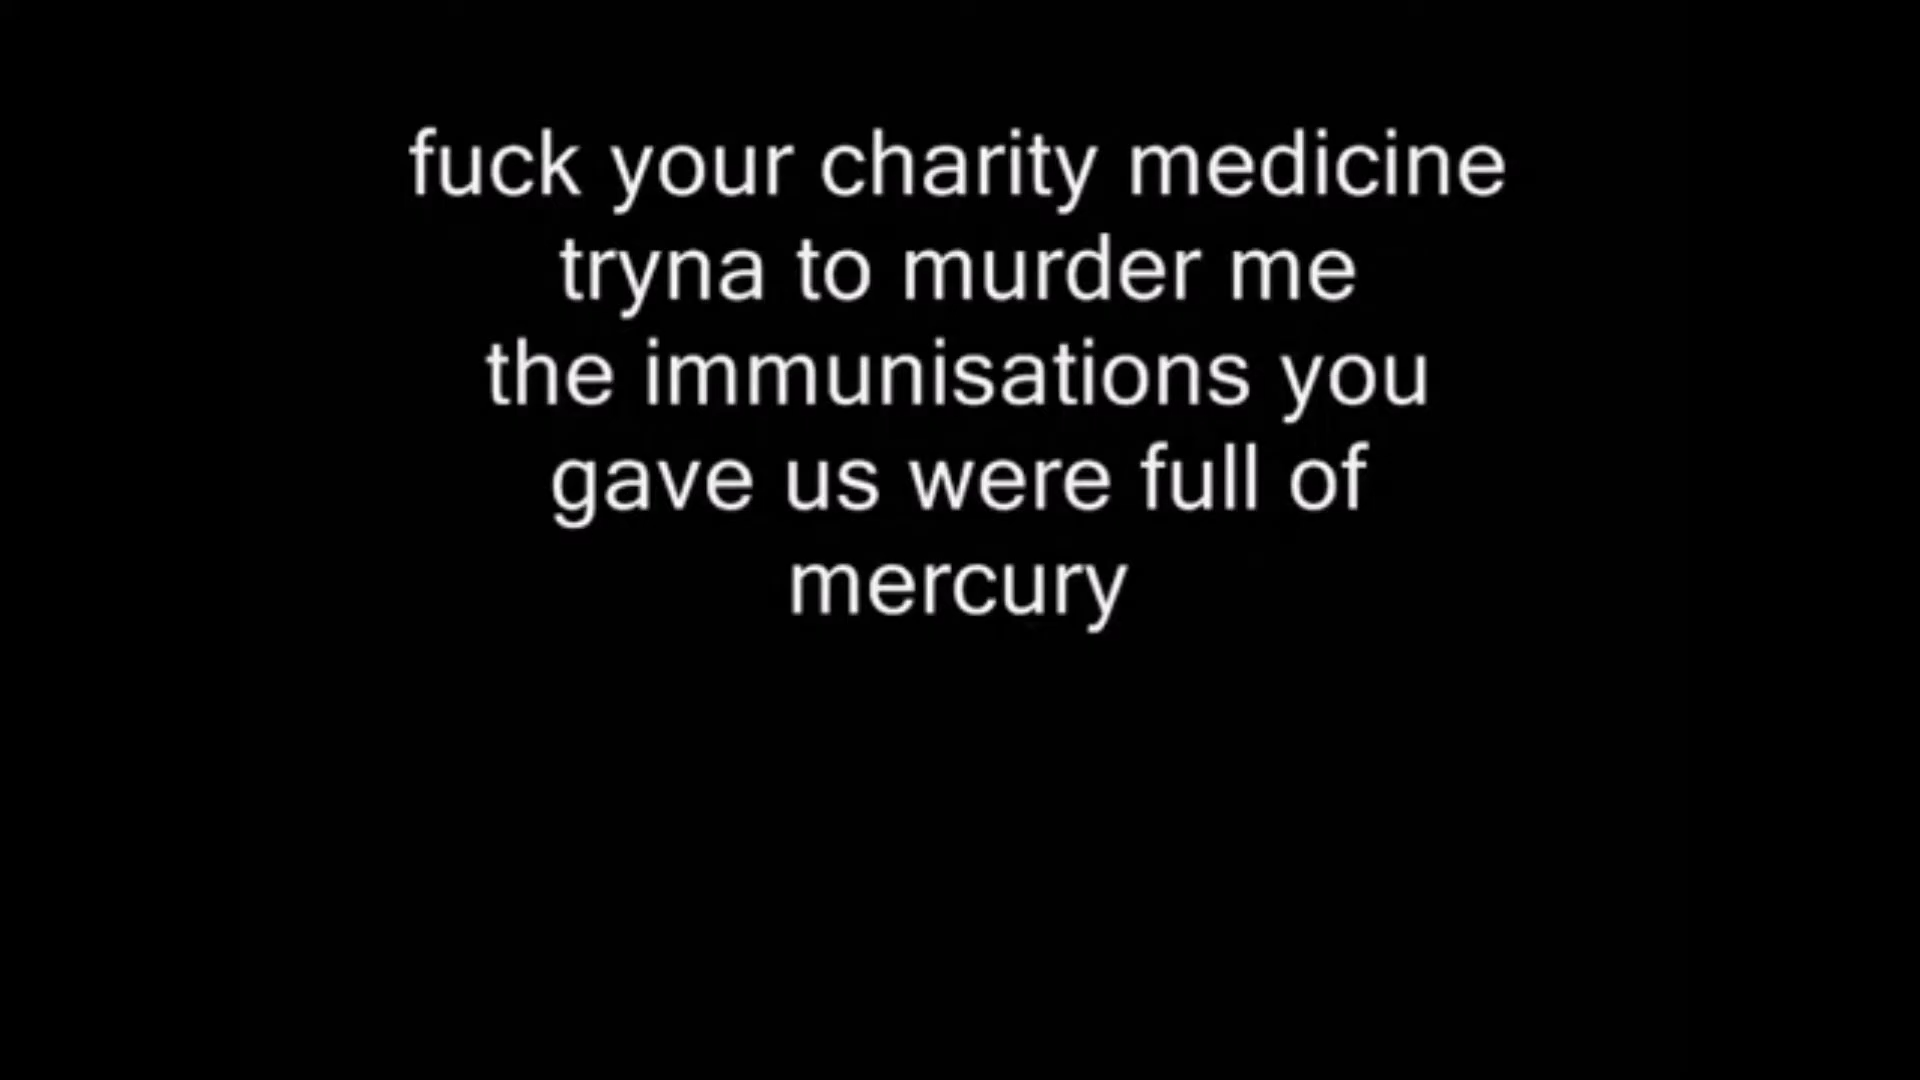 fuck your charity medicine
tryna to murder me
the immunisations you
gave us were full of
mercury